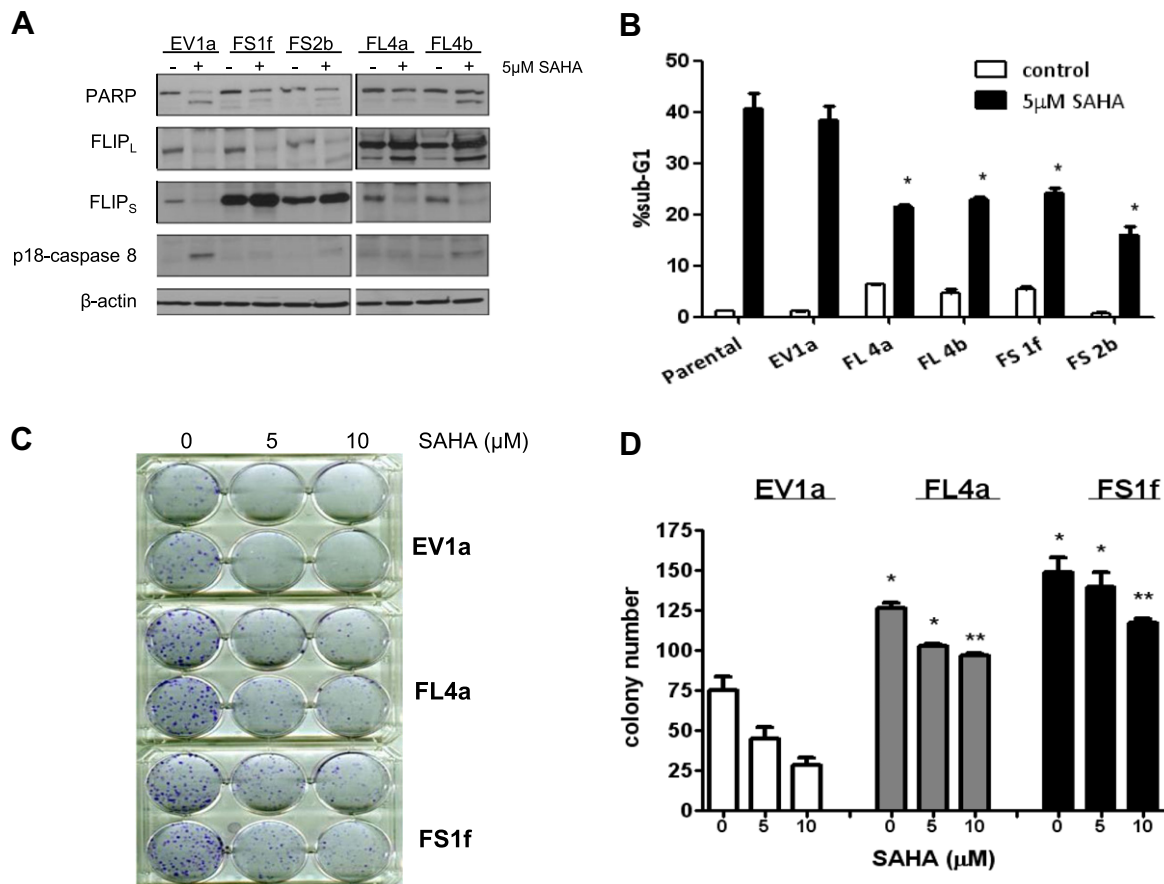 A
EV1a FS1f FS2b FL4a FL4b
- + - + - + - + - + 5μM SAHA
PARP
FLIPL
FLIPS
p18-caspase 8
β-actin
B
control
5μM SAHA
%sub-G1
50
40
30
20
10
0
* * * *
Parental EV1a FL 4a FL 4b FS 1f FS 2b
C
0 5 10 SAHA (μM)
EV1a
FL4a
FS1f
D
EV1a FL4a FS1f
colony number
175
150
125
100
75
50
25
0
* * ** * * **
0 5 10 0 5 10 0 5 10
SAHA (μM)